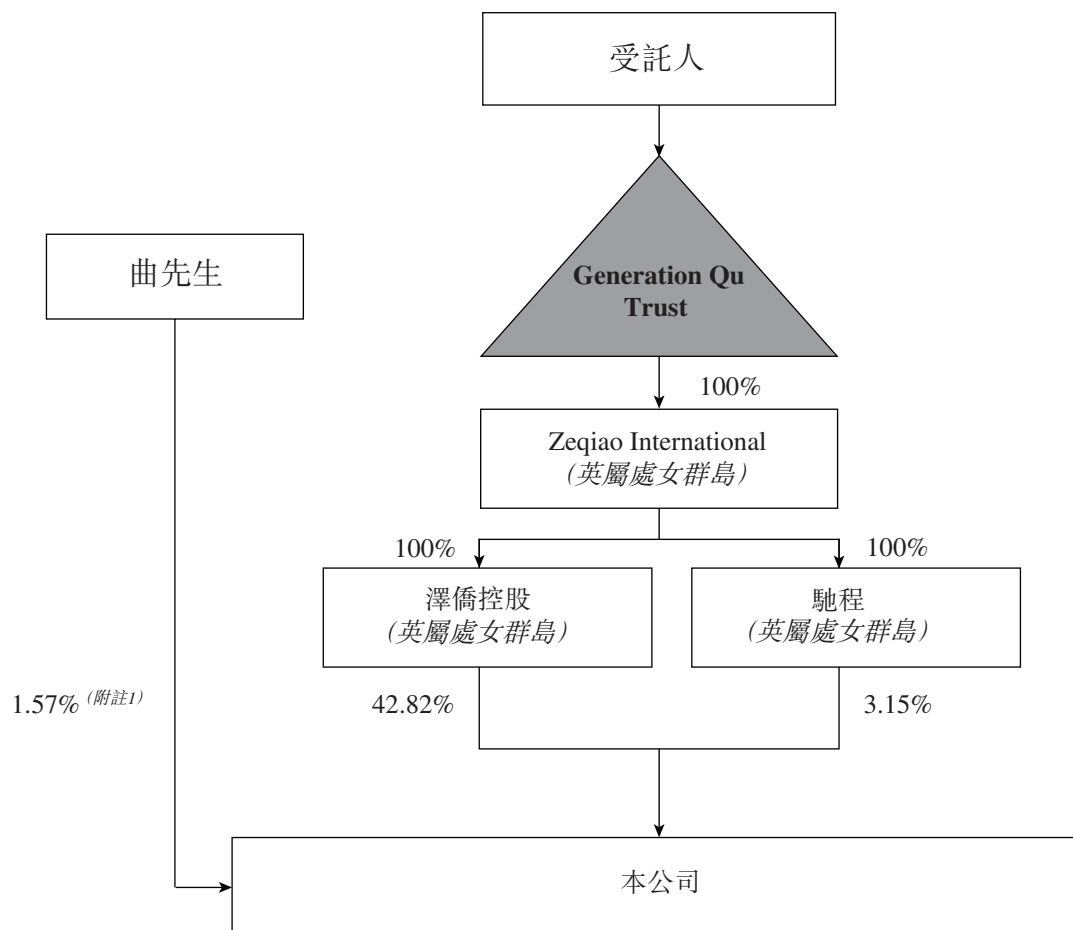 受託人
曲先生
Generation Qu
Trust
100%
Zeqiao International
(英屬處女群島)
100%
100%
澤僑控股
(英屬處女群島)
馳程
(英屬處女群島)
1.57% (附註1)
42.82%
3.15%
本公司